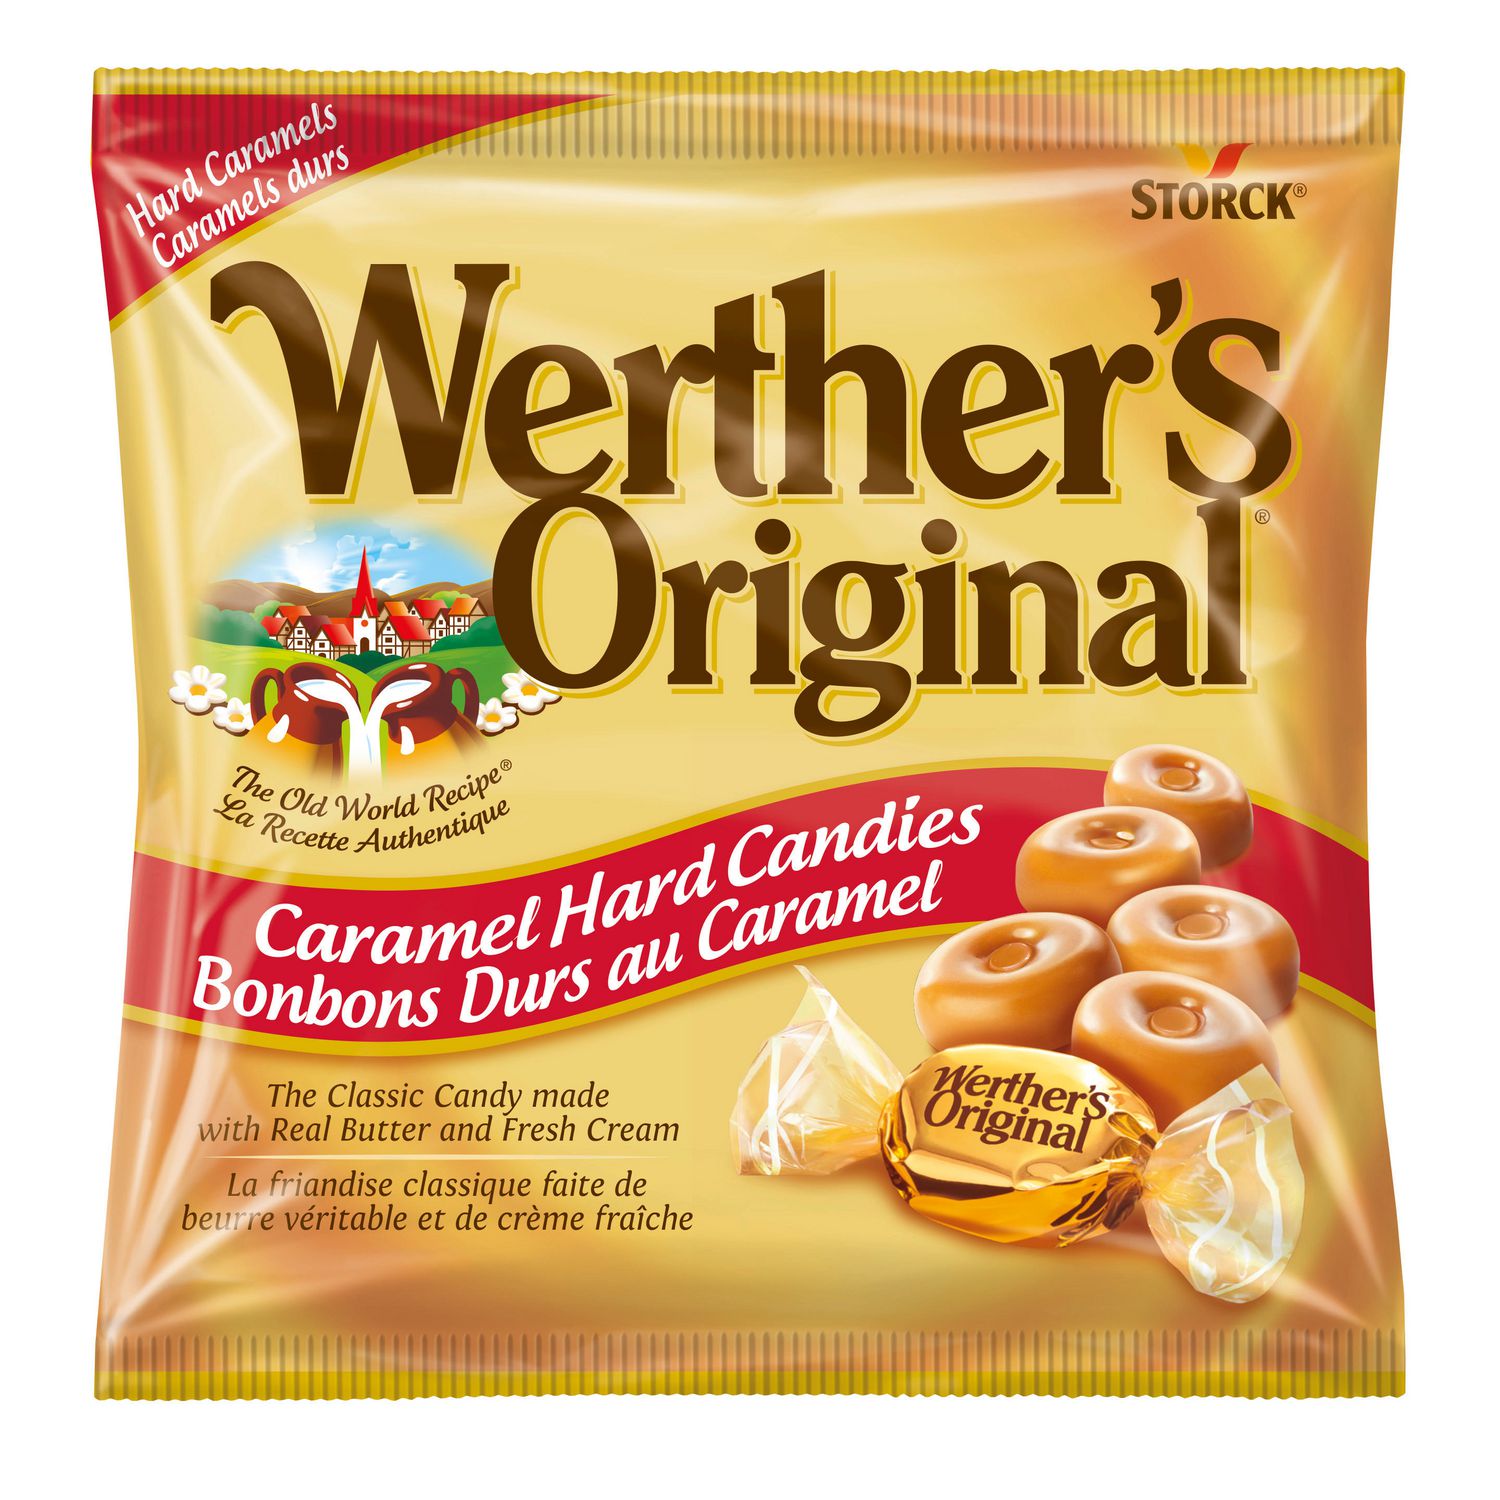 Hard Caramels
Caramels durs
STORCK®
Werther's
Original®
The Old World Recipe®
La Recette Authentique
Caramel Hard Candies
Bonbons Durs au Caramel
The Classic Candy made
with Real Butter and Fresh Cream
La friandise classique faite de
beurre véritable et de crème fraîche
Werther's
Original